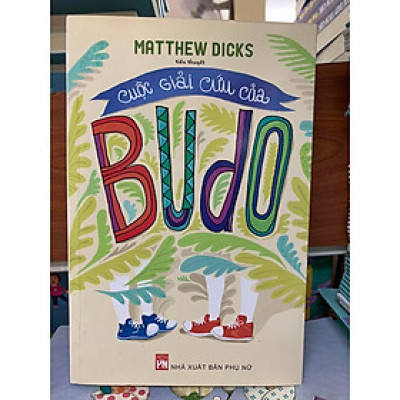 MATTHEW DICKS
tiểu thuyết
CUỘC GIẢI CỨU CỦA
BUdO
NHÀ XUẤT BẢN PHỤ NỮ